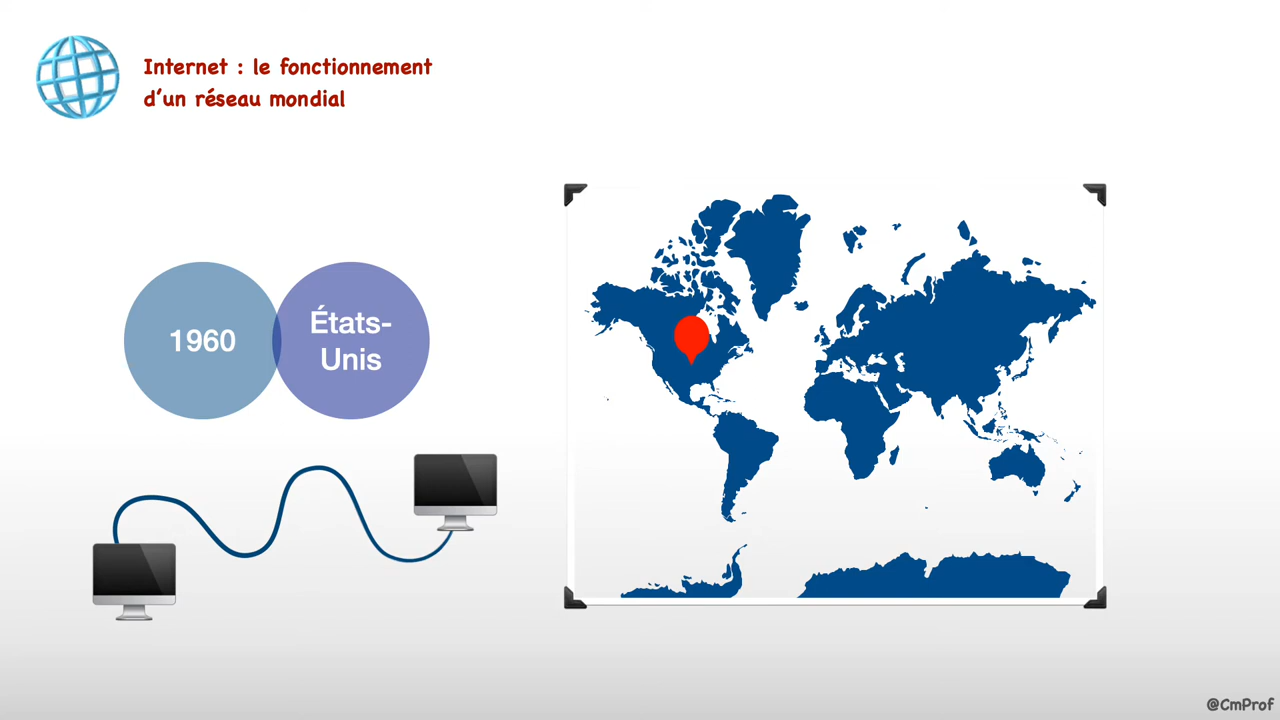 Internet : le fonctionnement
d’un réseau mondial
1960
États-
Unis
@CmProf